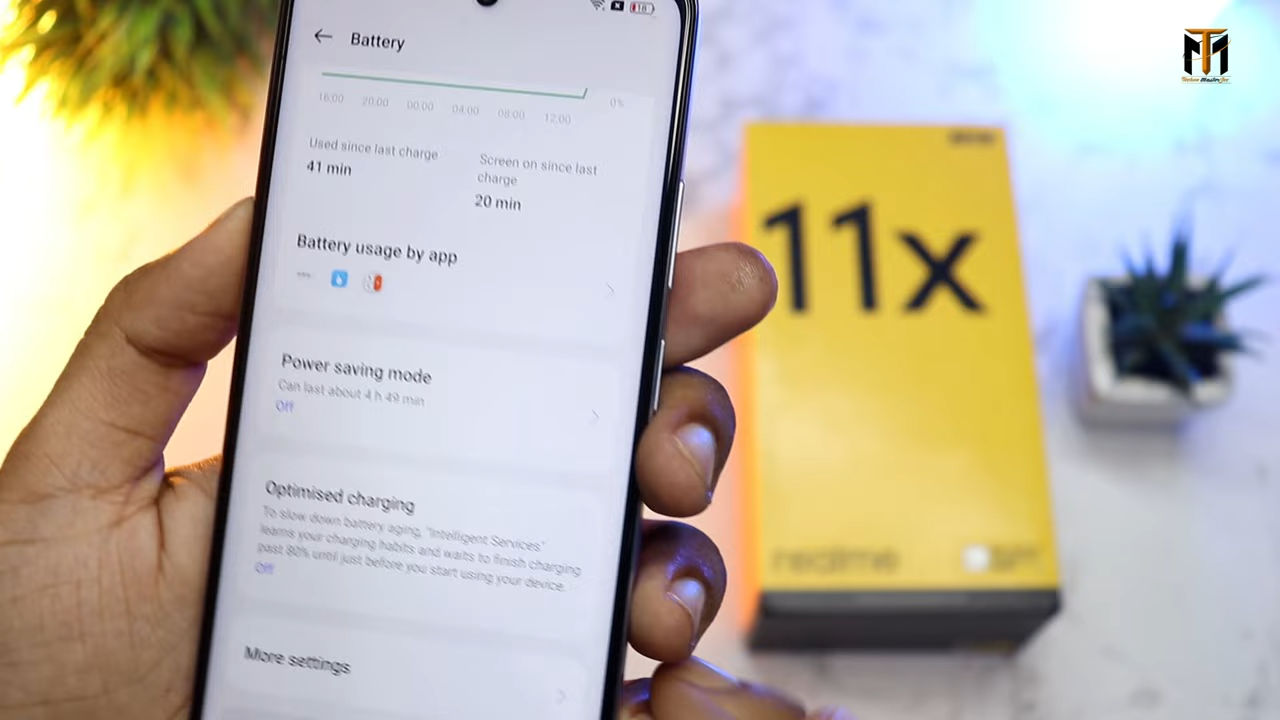 18
Battery
0%
16:00 20:00 00:00 04:00 08:00 12:00
Used since last charge
41 min
Screen on since last
charge
20 min
Battery usage by app
Power saving mode
Can last about 4 h 49 min
Off
Optimised charging
To slow down battery aging, "Intelligent Services"
learns your charging habits and waits to finish charging
past 80% until just before you start using your device.
Off
More settings
11x
realme